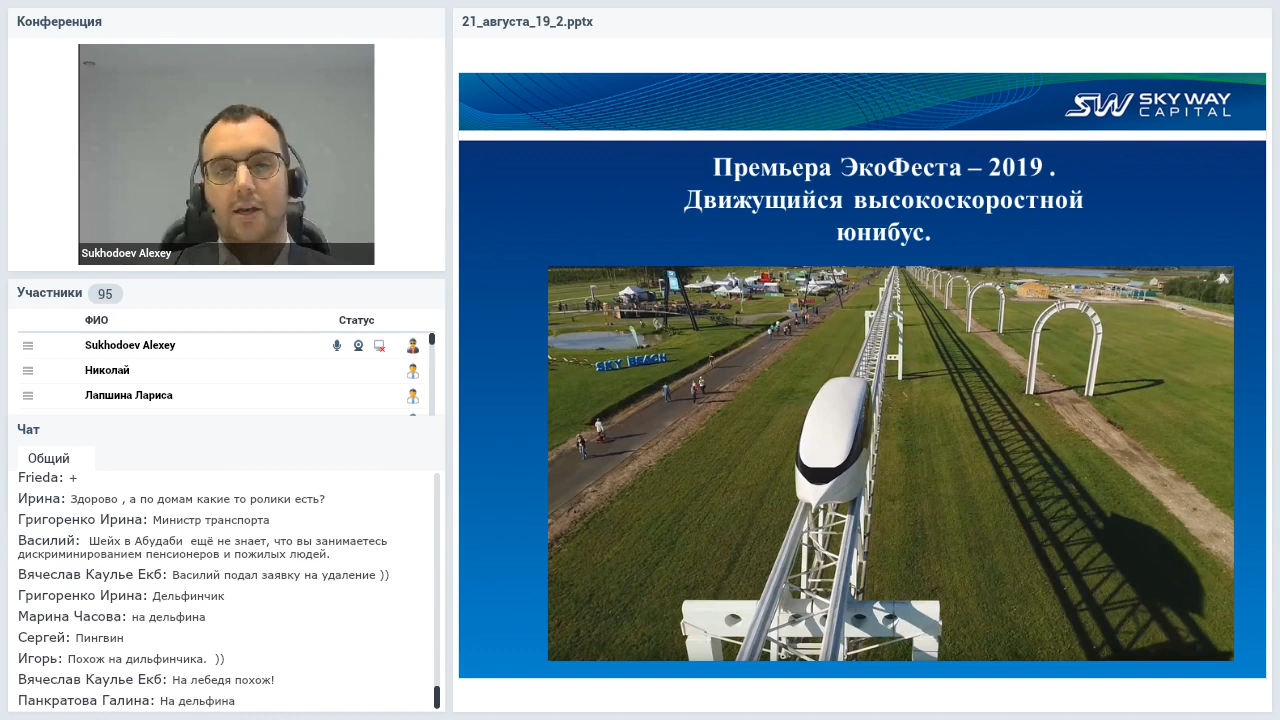 Конференция
Sukhodoev Alexey
Участники 95
ФИО Статус
Sukhodoev Alexey
Николай
Лапшина Лариса
Чат
Общий
Frieda: +
Ирина: Здорово , а по домам какие то ролики есть?
Григоренко Ирина: Министр транспорта
Василий: Шейх в Абудаби ещё не знает, что вы занимаетесь
дискриминированием пенсионеров и пожилых людей.
Вячеслав Каулье Екб: Василий подал заявку на удаление ))
Григоренко Ирина: Дельфинчик
Марина Часова: на дельфина
Сергей: Пингвин
Игорь: Похож на дильфинчика. ))
Вячеслав Каулье Екб: На лебедя похож!
Панкратова Галина: На дельфина
21_августа_19_2.pptx
SW SKY WAY
CAPITAL
Премьера ЭкоФеста – 2019 .
Движущийся высокоскоростной
юнибус.
SKY BEACH